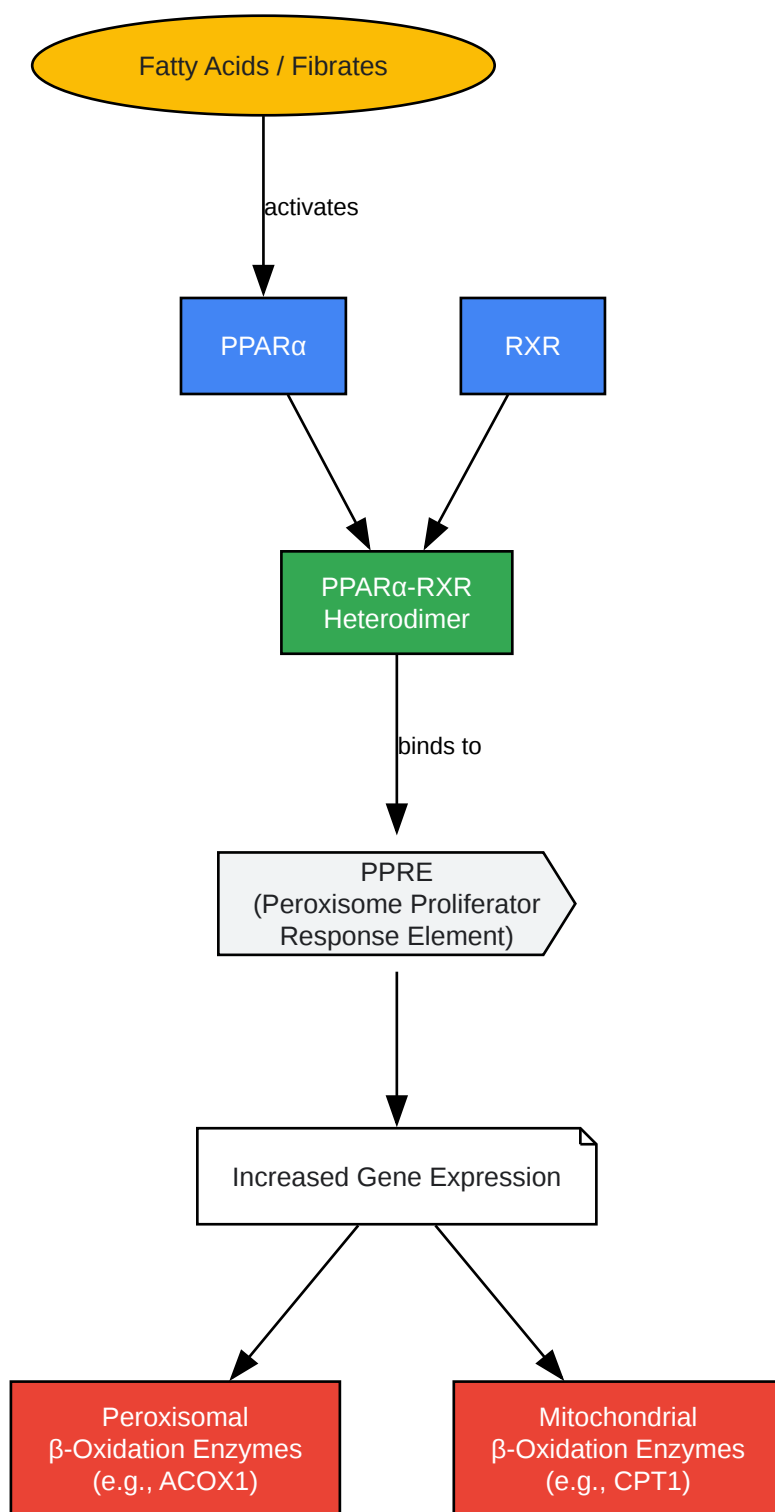 Fatty Acids / Fibrates
activates
PPARα
RXR
PPARα-RXR
Heterodimer
binds to
PPRE
(Peroxisome Proliferator
Response Element)
Increased Gene Expression
Peroxisomal
β-Oxidation Enzymes
(e.g., ACOX1)
Mitochondrial
β-Oxidation Enzymes
(e.g., CPT1)